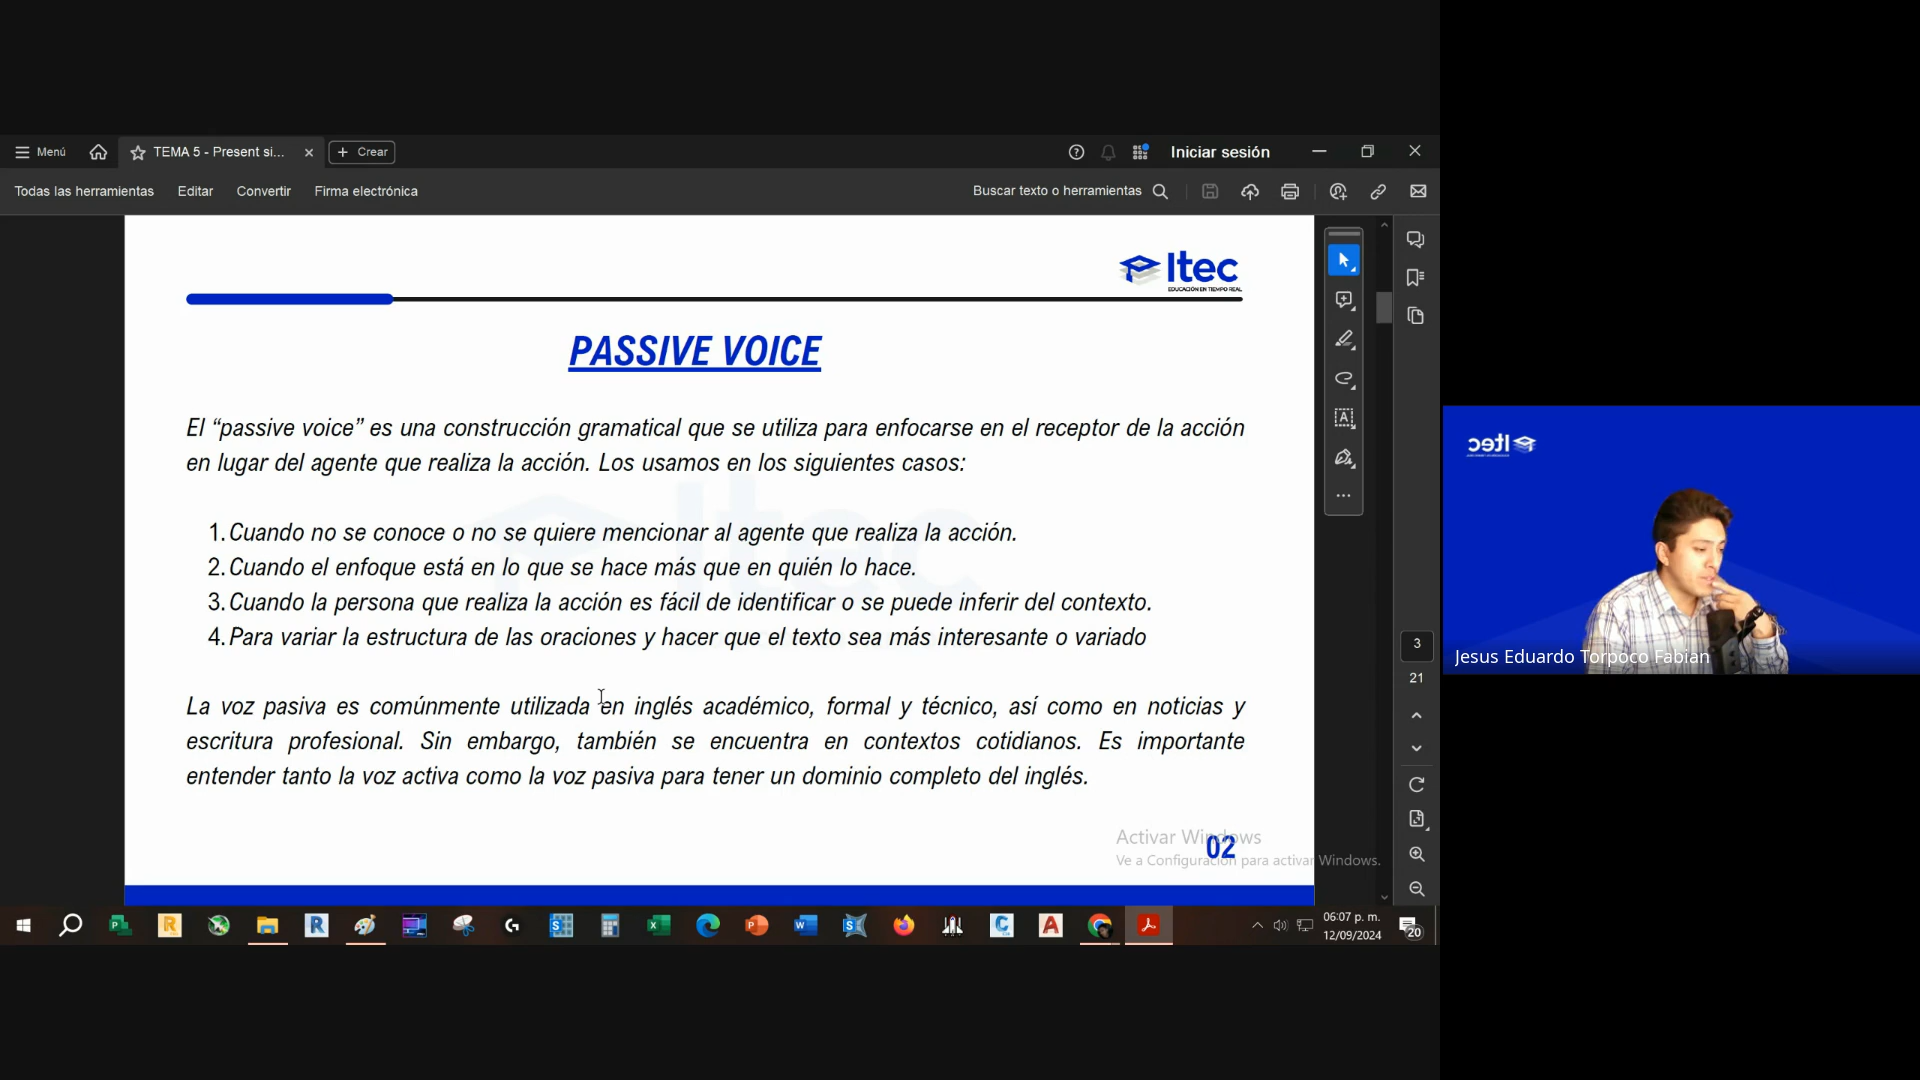 Menú
TEMA 5 - Present si...
Crear
Iniciar sesión
Todas las herramientas
Editar
Convertir
Firma electrónica
Buscar texto o herramientas
Itec
EDUCACIÓN EN TIEMPO REAL
PASSIVE VOICE
El “passive voice” es una construcción gramatical que se utiliza para enfocarse en el receptor de la acción
en lugar del agente que realiza la acción. Los usamos en los siguientes casos:
1. Cuando no se conoce o no se quiere mencionar al agente que realiza la acción.
2. Cuando el enfoque está en lo que se hace más que en quién lo hace.
3. Cuando la persona que realiza la acción es fácil de identificar o se puede inferir del contexto.
4. Para variar la estructura de las oraciones y hacer que el texto sea más interesante o variado
La voz pasiva es comúnmente utilizada en inglés académico, formal y técnico, así como en noticias y
escritura profesional. Sin embargo, también se encuentra en contextos cotidianos. Es importante
entender tanto la voz activa como la voz pasiva para tener un dominio completo del inglés.
02
Activar Windows
Ve a Configuración para activar Windows.
3
21
06:07 p. m.
12/09/2024
20
Itec
Jesus Eduardo Torpoco Fabian